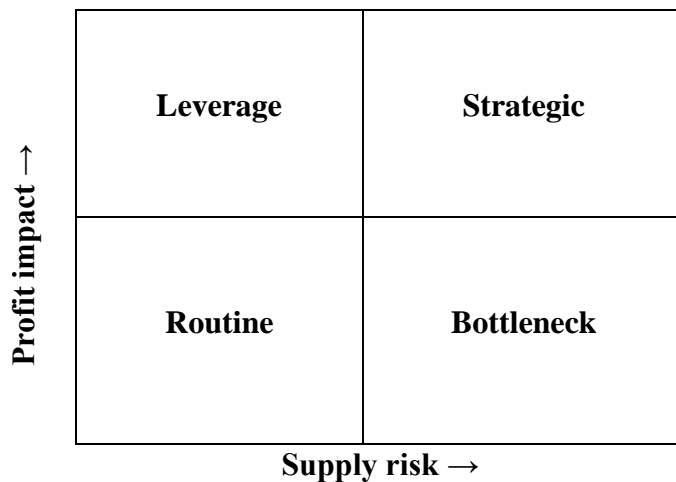 Profit impact →
Leverage
Strategic
Routine
Bottleneck
Supply risk →